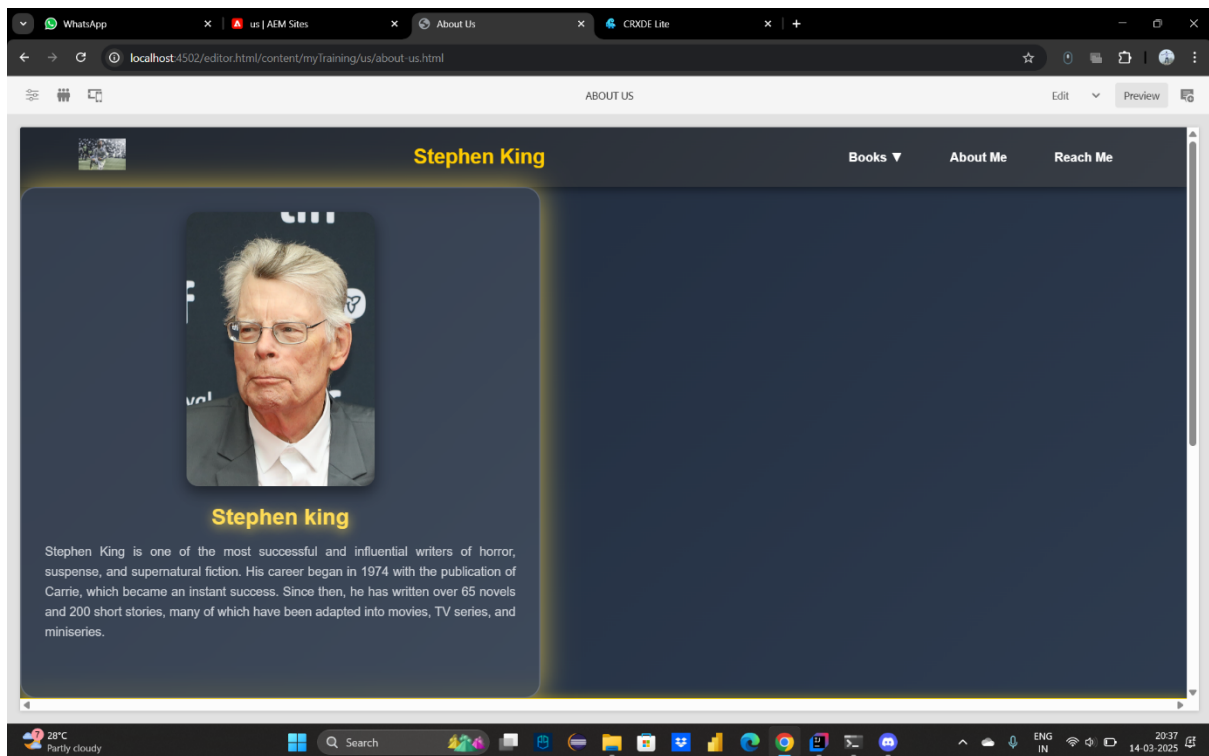 WhatsApp
us | AEM Sites
About Us
CRXDE Lite
localhost:4502/editor.html/content/myTraining/us/about-us.html
ABOUT US
Edit
Preview
Stephen King
Books ▼
About Me
Reach Me
Stephen king
Stephen King is one of the most successful and influential writers of horror,
suspense, and supernatural fiction. His career began in 1974 with the publication of
Carrie, which became an instant success. Since then, he has written over 65 novels
and 200 short stories, many of which have been adapted into movies, TV series, and
miniseries.
7
28°C
Partly cloudy
Search
ENG
IN
20:37
14-03-2025